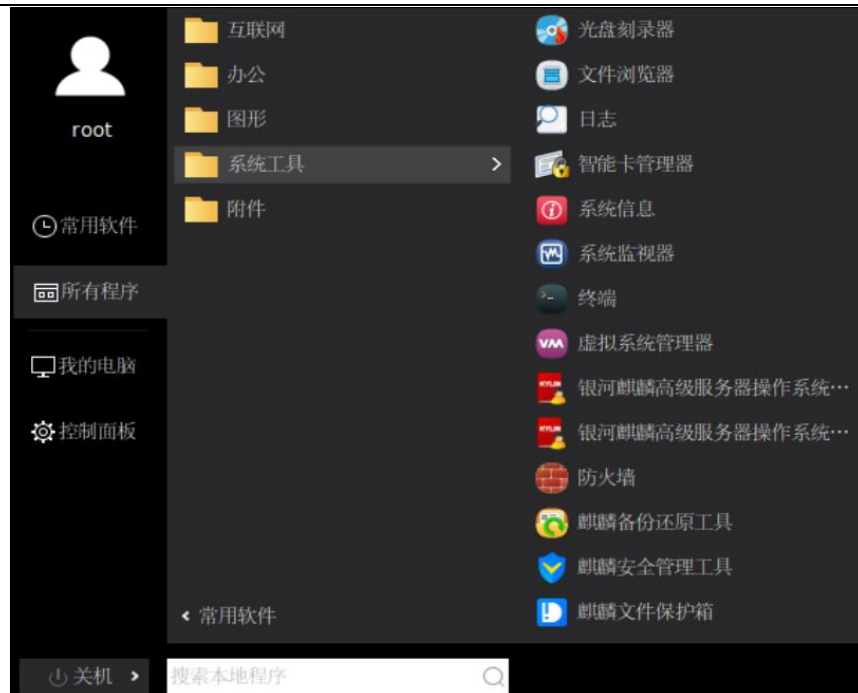 root
常用软件
所有程序
我的电脑
控制面板
关机
互联网
办公
图形
系统工具
附件
常用软件
搜索本地程序
光盘刻录器
文件浏览器
日志
智能卡管理器
系统信息
系统监视器
终端
虚拟系统管理器
银河麒麟高级服务器操作系统…
银河麒麟高级服务器操作系统…
防火墙
麒麟备份还原工具
麒麟安全管理工具
麒麟文件保护箱